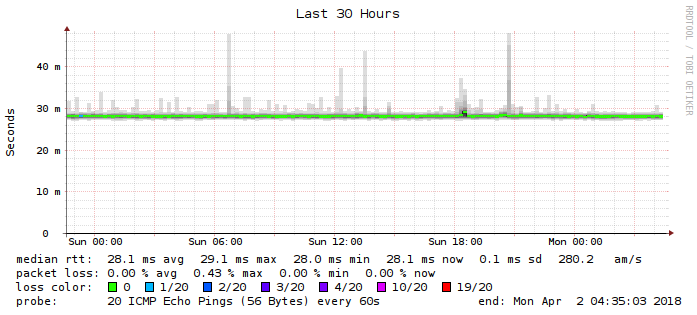 Last 30 Hours
RRDTOOL / TOBI OETIKER
Seconds
40 m
30 m
20 m
10 m
0
Sun 00:00 Sun 06:00 Sun 12:00 Sun 18:00 Mon 00:00
median rtt: 28.1 ms avg 29.1 ms max 28.0 ms min 28.1 ms now 0.1 ms sd 280.2 am/s
packet loss: 0.00 % avg 0.43 % max 0.00 % min 0.00 % now
loss color: 0 1/20 2/20 3/20 4/20 10/20 19/20
probe: 20 ICMP Echo Pings (56 Bytes) every 60s end: Mon Apr 2 04:35:03 2018